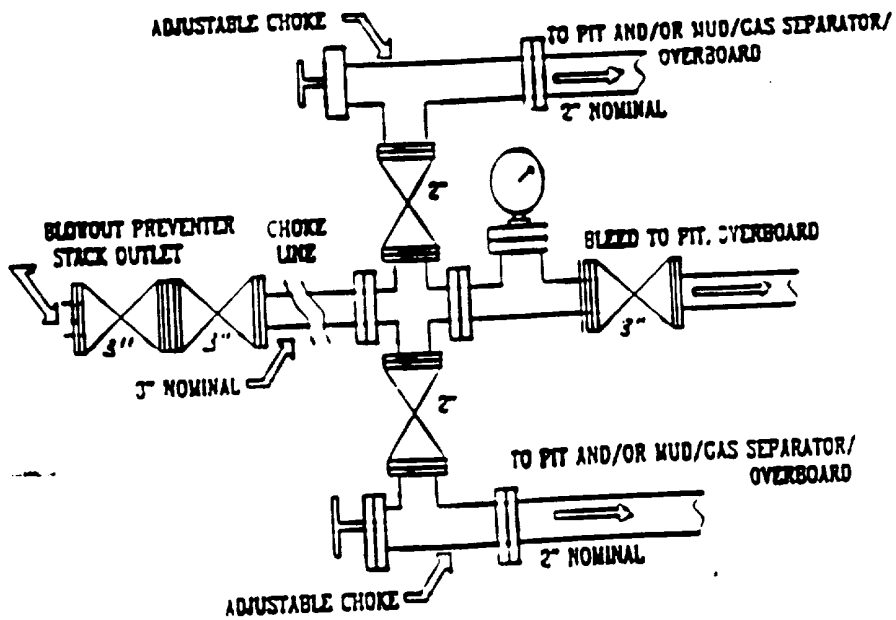 ADJUSTABLE CHOKE
TO PIT AND/OR MUD/GAS SEPARATOR/
OVERBOARD
2" NOMINAL
2"
BLOWOUT PREVENTER
STACK OUTLET
CHOKE
LINE
BLEED TO PIT, OVERBOARD
3"
3"
3"
3" NOMINAL
2"
TO PIT AND/OR MUD/GAS SEPARATOR/
OVERBOARD
2" NOMINAL
ADJUSTABLE CHOKE